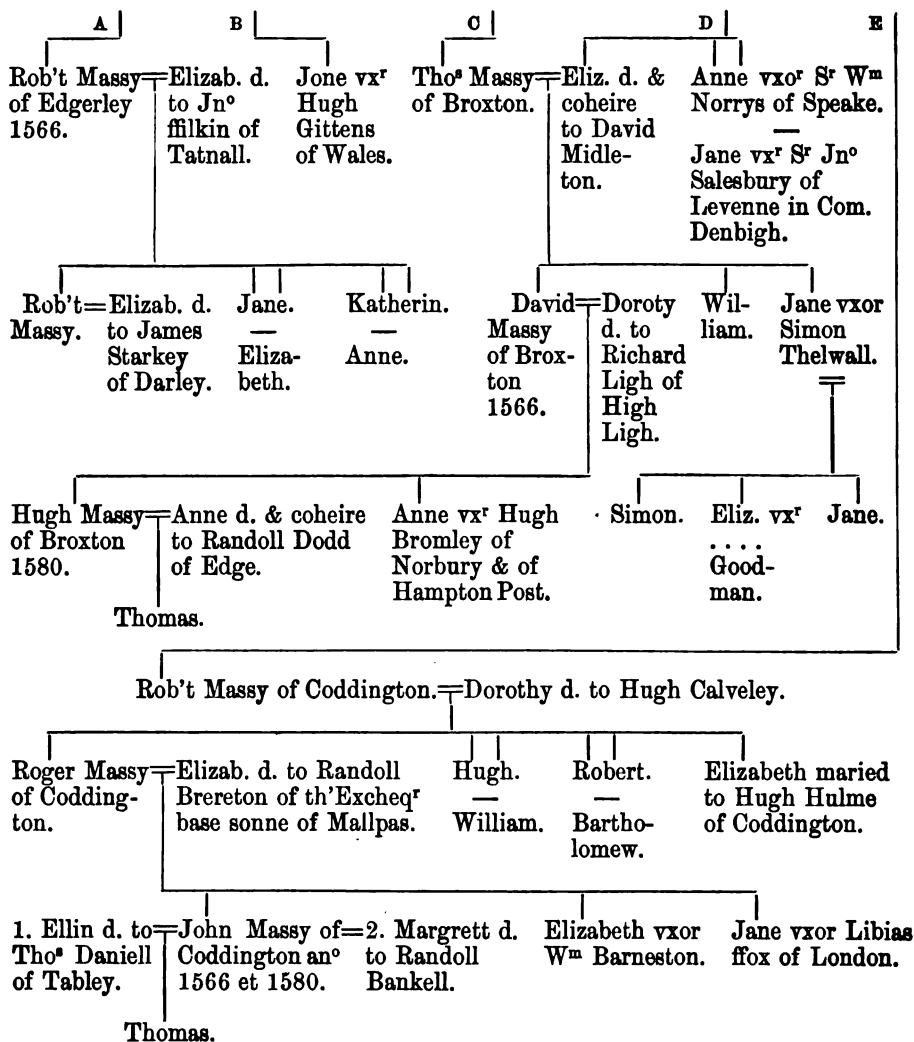 A B C D E
Rob't Massy=Elizab. d.
of Edgerley to Jnᵒ
1566. ffilkin of
Tatnall.
Jone vxʳ
Hugh
Gittens
of Wales.
Thoˢ Massy=Eliz. d. &
of Broxton. coheire
to David
Midle-
ton.
Anne vxoʳ Sʳ Wᵐ
Norrys of Speake.
—
Jane vxʳ Sʳ Jnᵒ
Salesbury of
Levenne in Com.
Denbigh.
Rob't=Elizab. d.
Massy. to James
Starkey
of Darley.
Jane.
—
Eliza-
beth.
Katherin.
—
Anne.
David=Doroty
Massy d. to
of Brox- Richard
ton Ligh of
1566. High
Ligh.
Wil-
liam.
Jane vxor
Simon
Thelwall.
Hugh Massy=Anne d. & coheire
of Broxton to Randoll Dodd
1580. of Edge.
Anne vxʳ Hugh
Bromley of
Norbury & of
Hampton Post.
Simon.
Eliz. vxʳ
. . . .
Good-
man.
Jane.
Thomas.
Rob't Massy of Coddington.=Dorothy d. to Hugh Calveley.
Roger Massy=Elizab. d. to Randoll
of Codding- Brereton of th'Excheqʳ
ton. base sonne of Mallpas.
Hugh.
—
William.
Robert.
—
Bartho-
lomew.
Elizabeth maried
to Hugh Hulme
of Coddington.
1. Ellin d. to=John Massy of=2. Margrett d.
Thoˢ Daniell Coddington anᵒ to Randoll
of Tabley. 1566 et 1580. Bankell.
Elizabeth vxor
Wᵐ Barneston.
Jane vxor Libias
ffox of London.
Thomas.